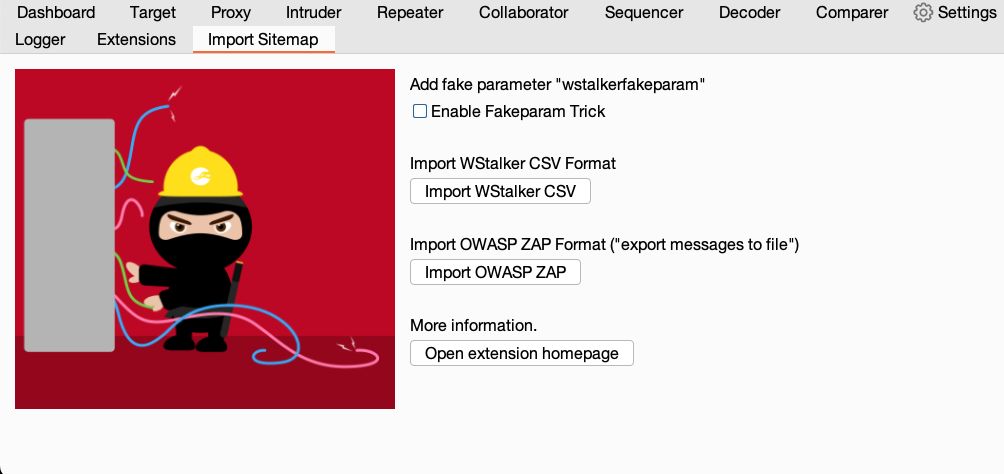 Dashboard Target Proxy Intruder Repeater Collaborator Sequencer Decoder Comparer Settings
Logger Extensions Import Sitemap
Add fake parameter "wstalkerfakeparam"
Enable Fakeparam Trick
Import WStalker CSV Format
Import WStalker CSV
Import OWASP ZAP Format ("export messages to file")
Import OWASP ZAP
More information.
Open extension homepage